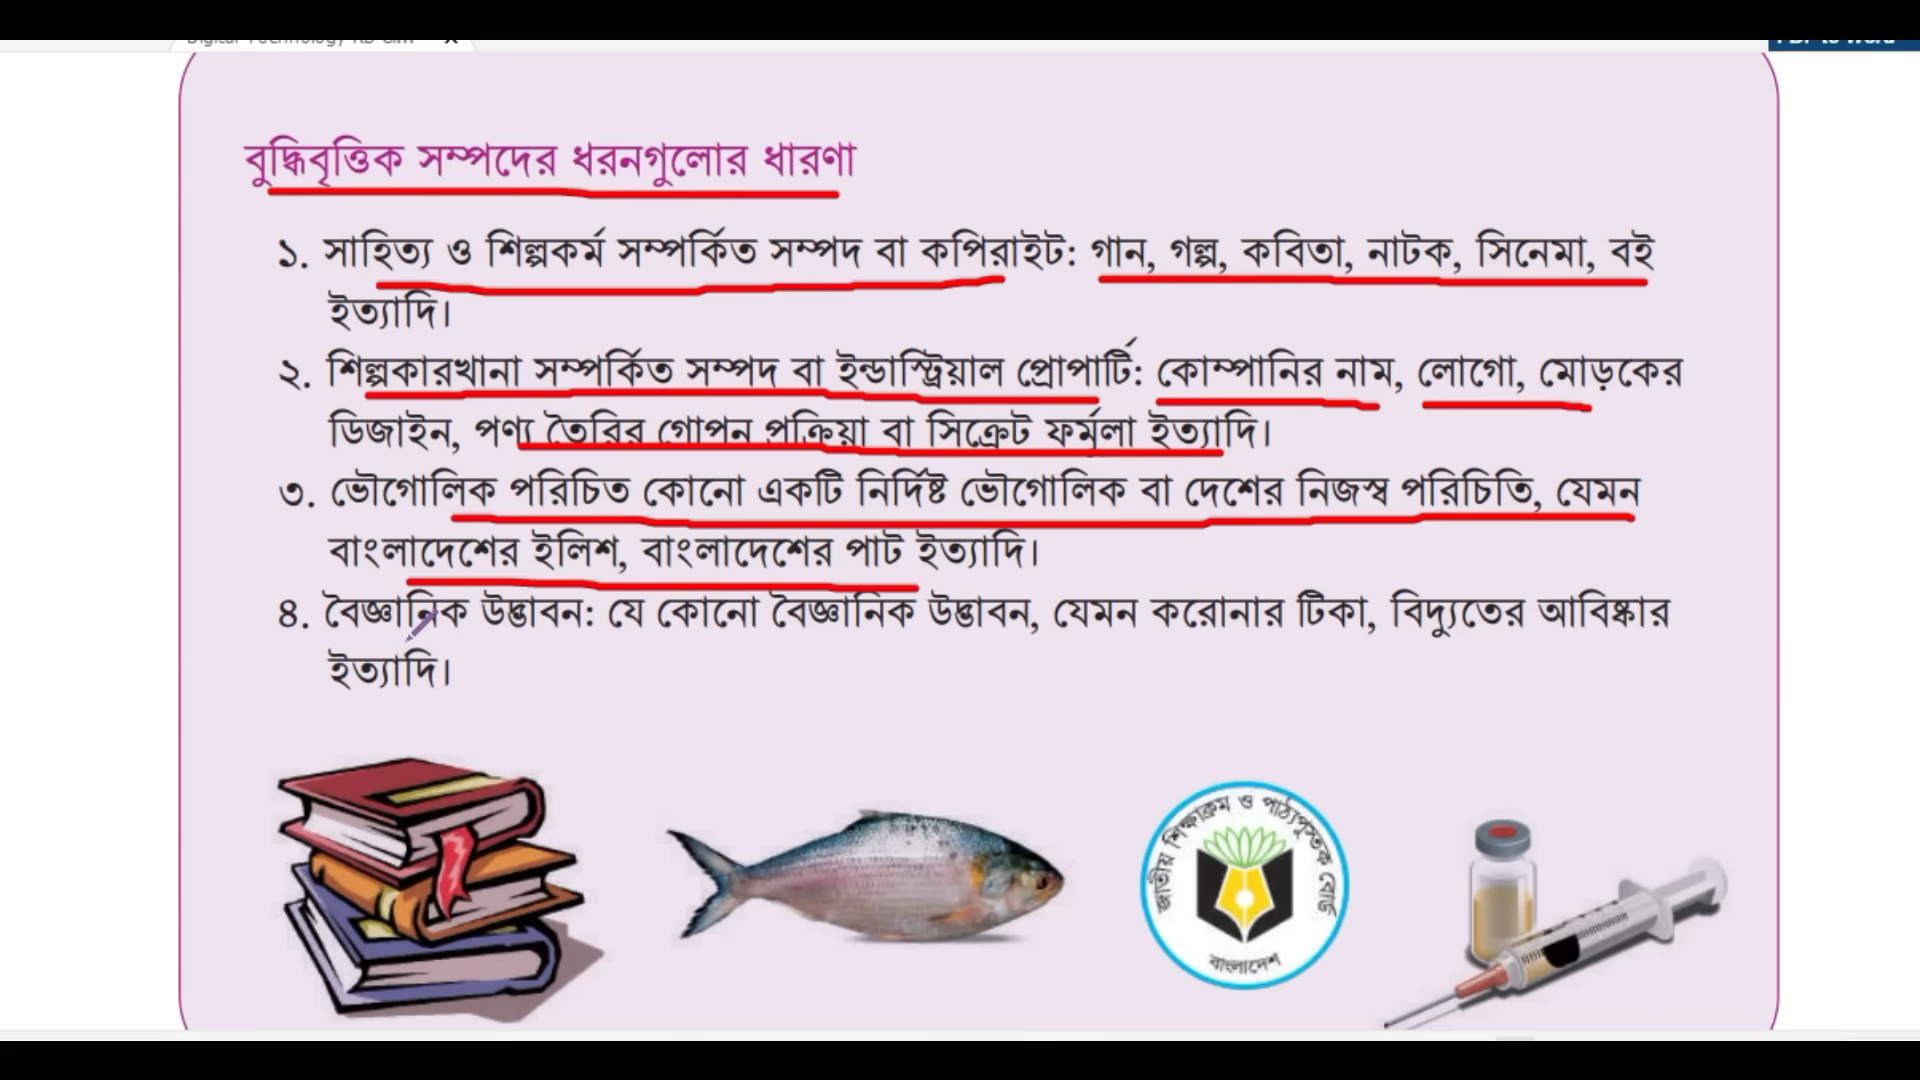 বুদ্ধিবৃত্তিক সম্পদের ধরনগুলোর ধারণা
১. সাহিত্য ও শিল্পকর্ম সম্পর্কিত সম্পদ বা কপিরাইট: গান, গল্প, কবিতা, নাটক, সিনেমা, বই
ইত্যাদি।
২. শিল্পকারখানা সম্পর্কিত সম্পদ বা ইন্ডাস্ট্রিয়াল প্রোপার্টি: কোম্পানির নাম, লোগো, মোড়কের
ডিজাইন, পণ্য তৈরির গোপন প্রক্রিয়া বা সিক্রেট ফর্মুলা ইত্যাদি।
৩. ভৌগোলিক পরিচিত কোনো একটি নির্দিষ্ট ভৌগোলিক বা দেশের নিজস্ব পরিচিতি, যেমন
বাংলাদেশের ইলিশ, বাংলাদেশের পাট ইত্যাদি।
৪. বৈজ্ঞানিক উদ্ভাবন: যে কোনো বৈজ্ঞানিক উদ্ভাবন, যেমন করোনার টিকা, বিদ্যুতের আবিষ্কার
ইত্যাদি।
জাতীয় শিক্ষাক্রম ও পাঠ্যপুস্তক বোর্ড
বাংলাদেশ